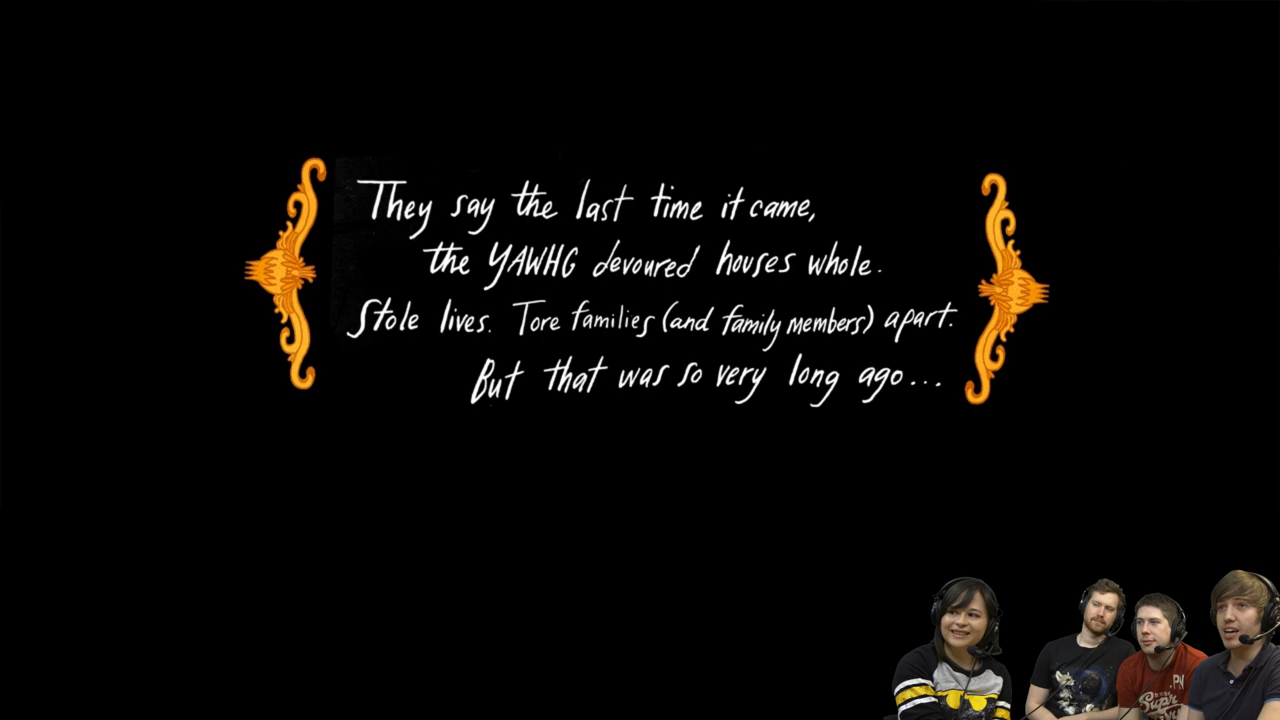 They say the last time it came,
the YAWHG devoured houses whole.
Stole lives. Tore families (and family members) apart.
But that was so very long ago...
Super